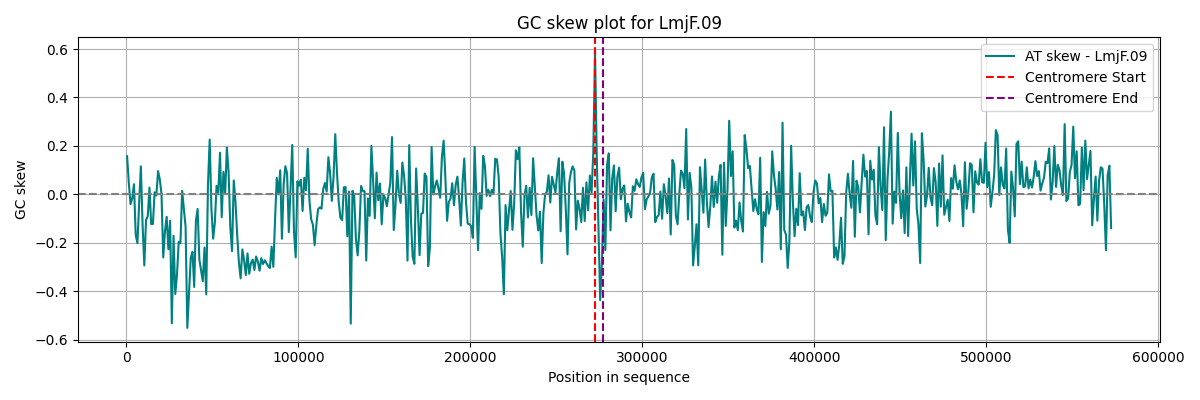 GC skew plot for LmjF.09
GC skew
0.6
0.4
0.2
0.0
−0.2
−0.4
−0.6
AT skew - LmjF.09
Centromere Start
Centromere End
0 100000 200000 300000 400000 500000 600000
Position in sequence